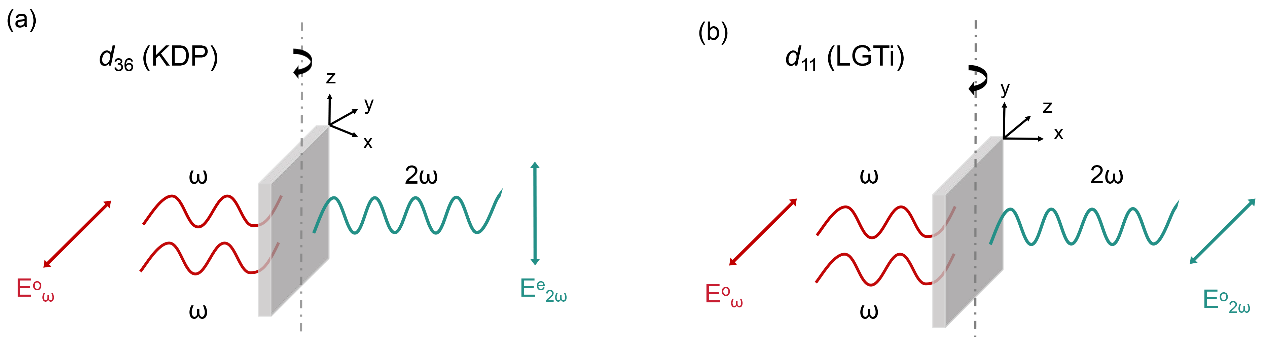 (a)
d₃₆ (KDP)
z
y
x
ω
2ω
Eᵒω
ω
Eᵉ₂ω
(b)
d₁₁ (LGTi)
y
z
x
ω
2ω
Eᵒω
ω
Eᵒ₂ω